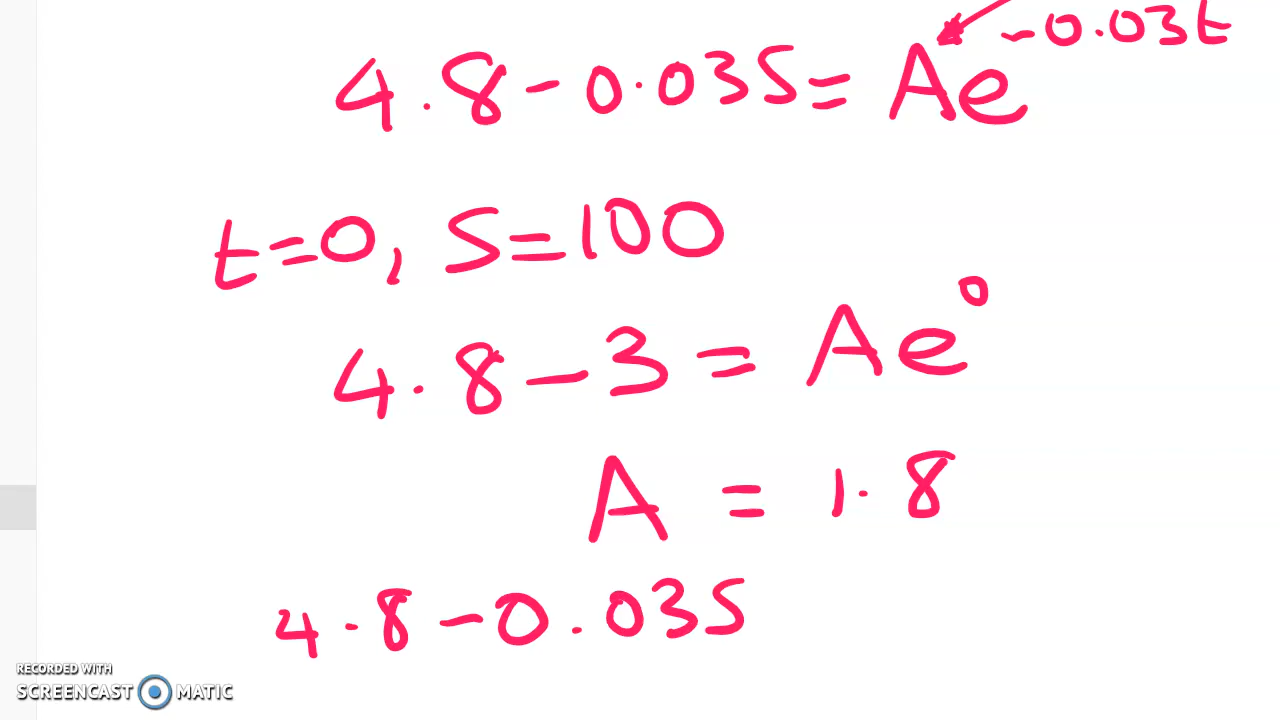 4.8 - 0.03S = Ae^{-0.03t}
t=0, S=100
4.8 - 3 = Ae^0
A = 1.8
4.8 - 0.03S
RECORDED WITH
SCREENCAST MATIC